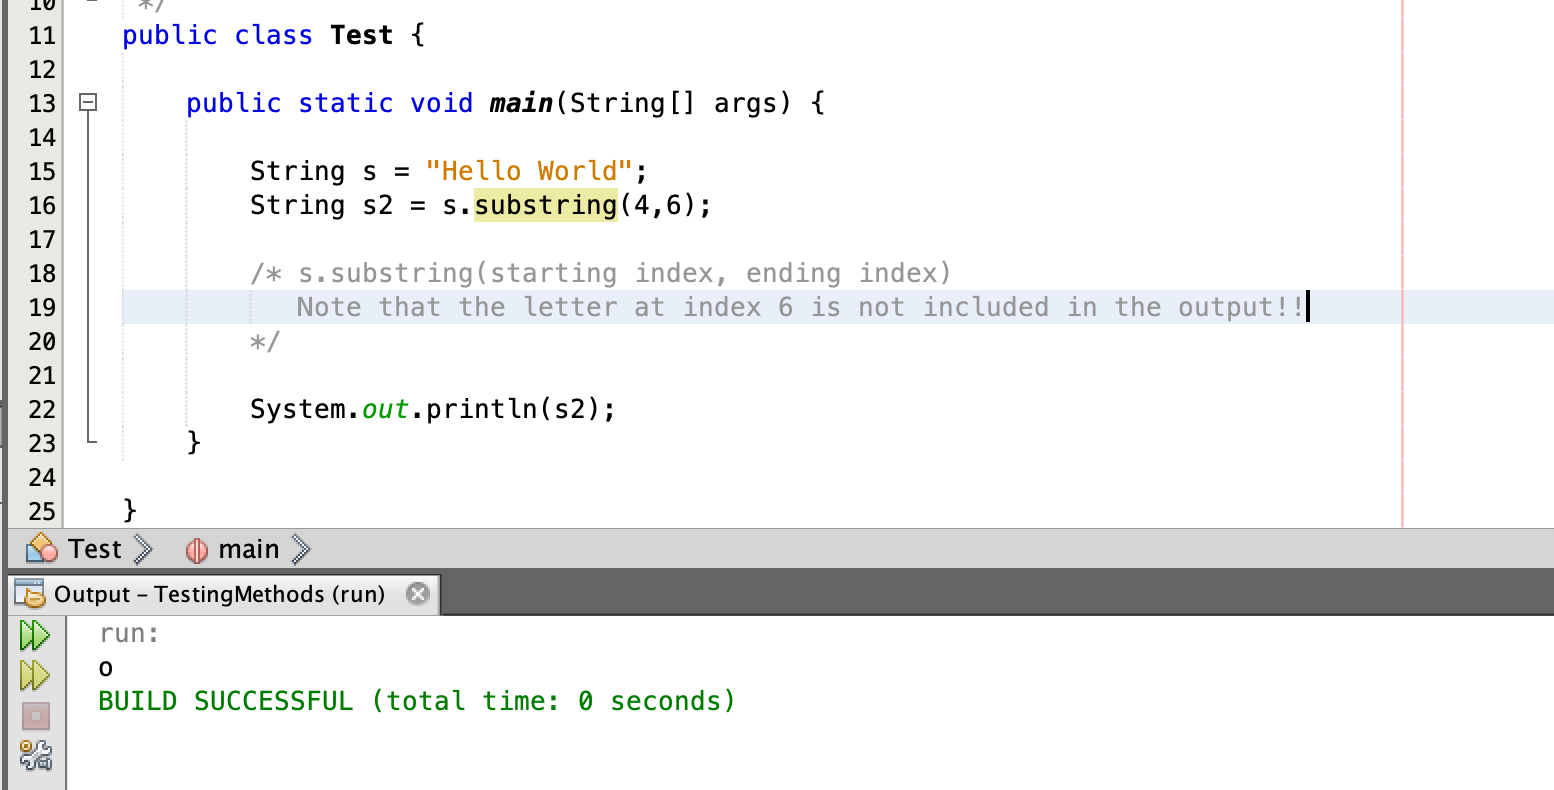 10 */
11 public class Test {
12
13 public static void main(String[] args) {
14
15 String s = "Hello World";
16 String s2 = s.substring(4,6);
17
18 /* s.substring(starting index, ending index)
19 Note that the letter at index 6 is not included in the output!!
20 */
21
22 System.out.println(s2);
23 }
24
25 }
Test main
Output – TestingMethods (run)
run:
o
BUILD SUCCESSFUL (total time: 0 seconds)